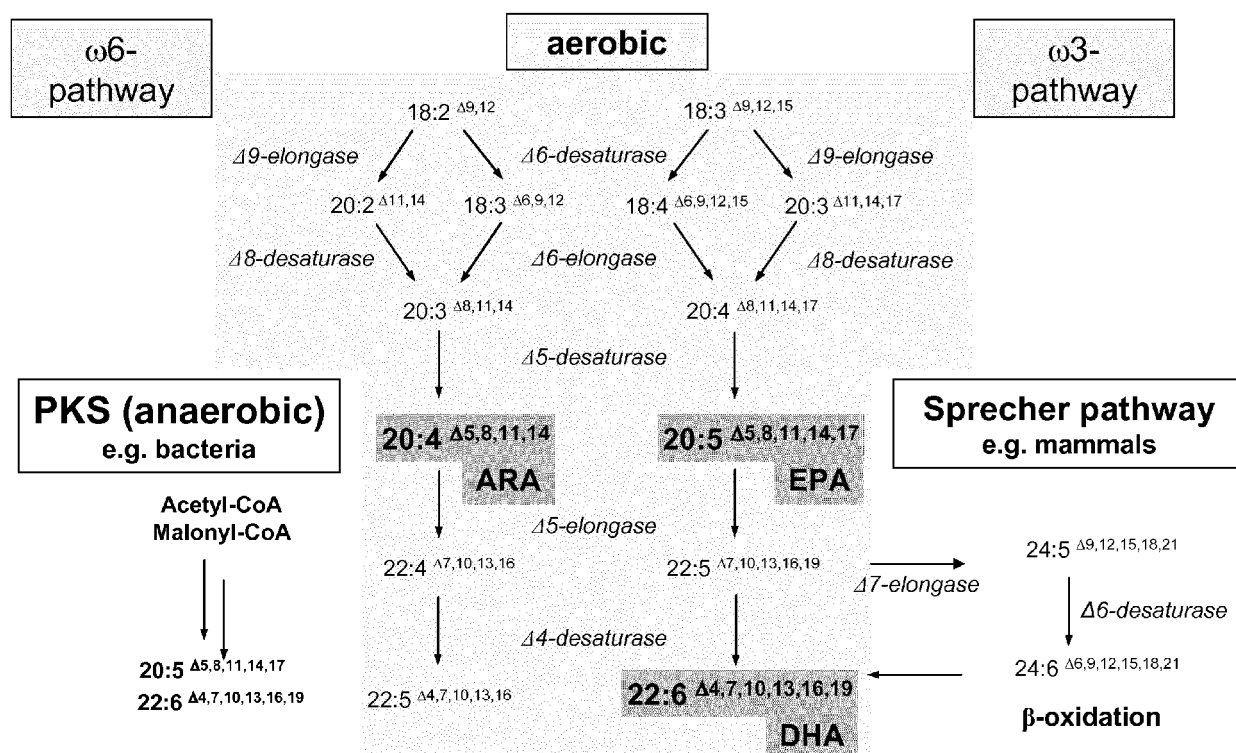 ω6-
pathway
aerobic
ω3-
pathway
18:2 Δ9,12
18:3 Δ9,12,15
Δ9-elongase
Δ6-desaturase
Δ9-elongase
20:2 Δ11,14
18:3 Δ6,9,12
18:4 Δ6,9,12,15
20:3 Δ11,14,17
Δ8-desaturase
Δ6-elongase
Δ8-desaturase
20:3 Δ8,11,14
20:4 Δ8,11,14,17
Δ5-desaturase
PKS (anaerobic)
e.g. bacteria
20:4 Δ5,8,11,14
ARA
20:5 Δ5,8,11,14,17
EPA
Sprecher pathway
e.g. mammals
Acetyl-CoA
Malonyl-CoA
Δ5-elongase
22:4 Δ7,10,13,16
22:5 Δ7,10,13,16,19
Δ7-elongase
24:5 Δ9,12,15,18,21
Δ6-desaturase
Δ4-desaturase
20:5 Δ5,8,11,14,17
22:6 Δ4,7,10,13,16,19
22:5 Δ4,7,10,13,16
22:6 Δ4,7,10,13,16,19
DHA
24:6 Δ6,9,12,15,18,21
β-oxidation